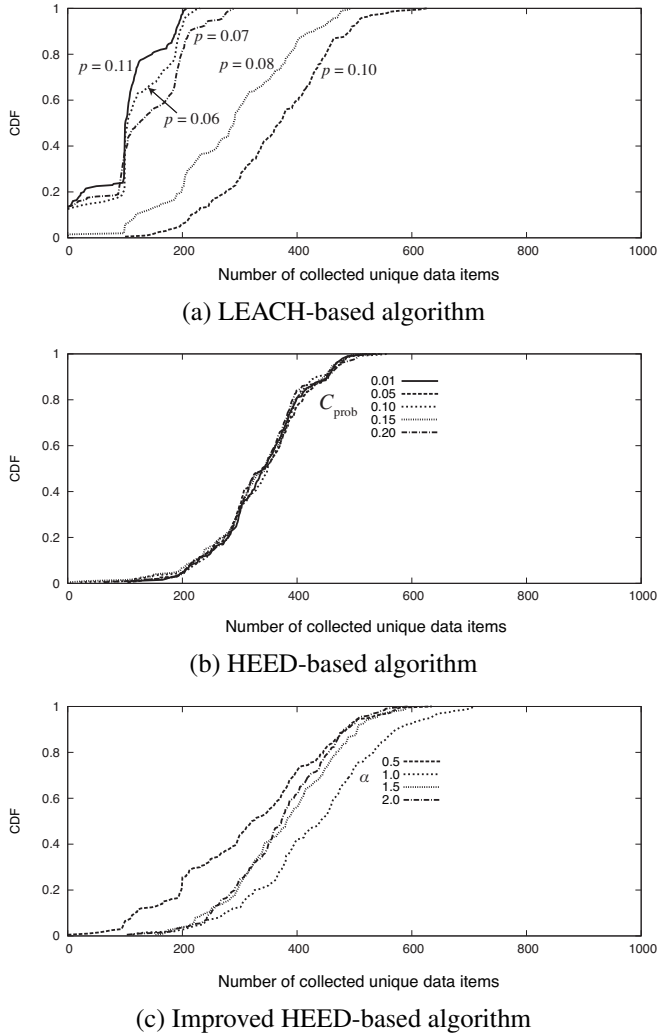 1
0.8
0.6
0.4
0.2
0
CDF
p = 0.11
p = 0.07
p = 0.08
p = 0.10
p = 0.06
0 200 400 600 800 1000
Number of collected unique data items
(a) LEACH-based algorithm
1
0.8
0.6
0.4
0.2
0
CDF
C prob
0.01
0.05
0.10
0.15
0.20
0 200 400 600 800 1000
Number of collected unique data items
(b) HEED-based algorithm
1
0.8
0.6
0.4
0.2
0
CDF
α
0.5
1.0
1.5
2.0
0 200 400 600 800 1000
Number of collected unique data items
(c) Improved HEED-based algorithm